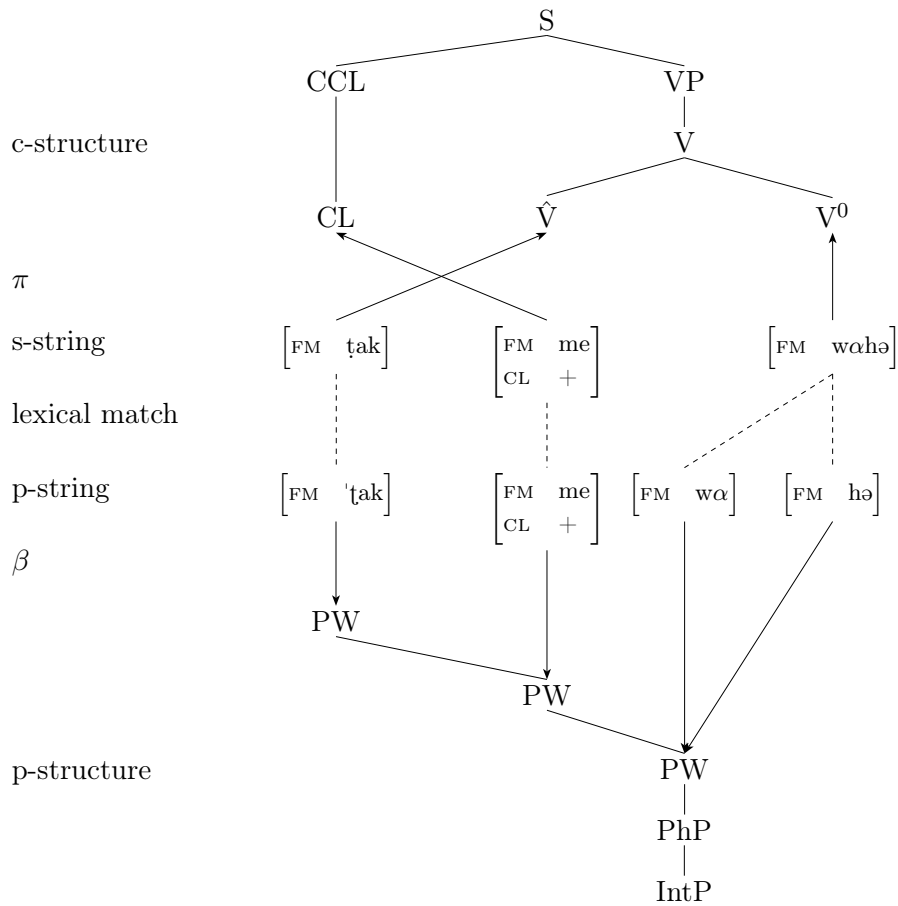 S
CCL VP
c-structure V
CL V̂ V⁰
π
s-string [FM ṭak] [FM me CL +] [FM wαhə]
lexical match
p-string [FM ˈʈak] [FM me CL +] [FM wα] [FM hə]
β
PW
PW
p-structure PW
PhP
IntP